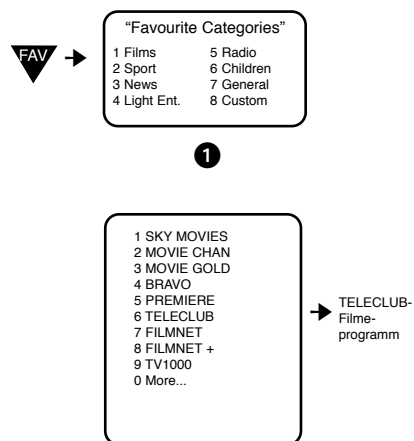 FAV
“Favourite Categories”
1 Films
2 Sport
3 News
4 Light Ent.
5 Radio
6 Children
7 General
8 Custom
1
1 SKY MOVIES
2 MOVIE CHAN
3 MOVIE GOLD
4 BRAVO
5 PREMIERE
6 TELECLUB
7 FILMNET
8 FILMNET +
9 TV1000
0 More...
TELECLUB-
Filme-
programm